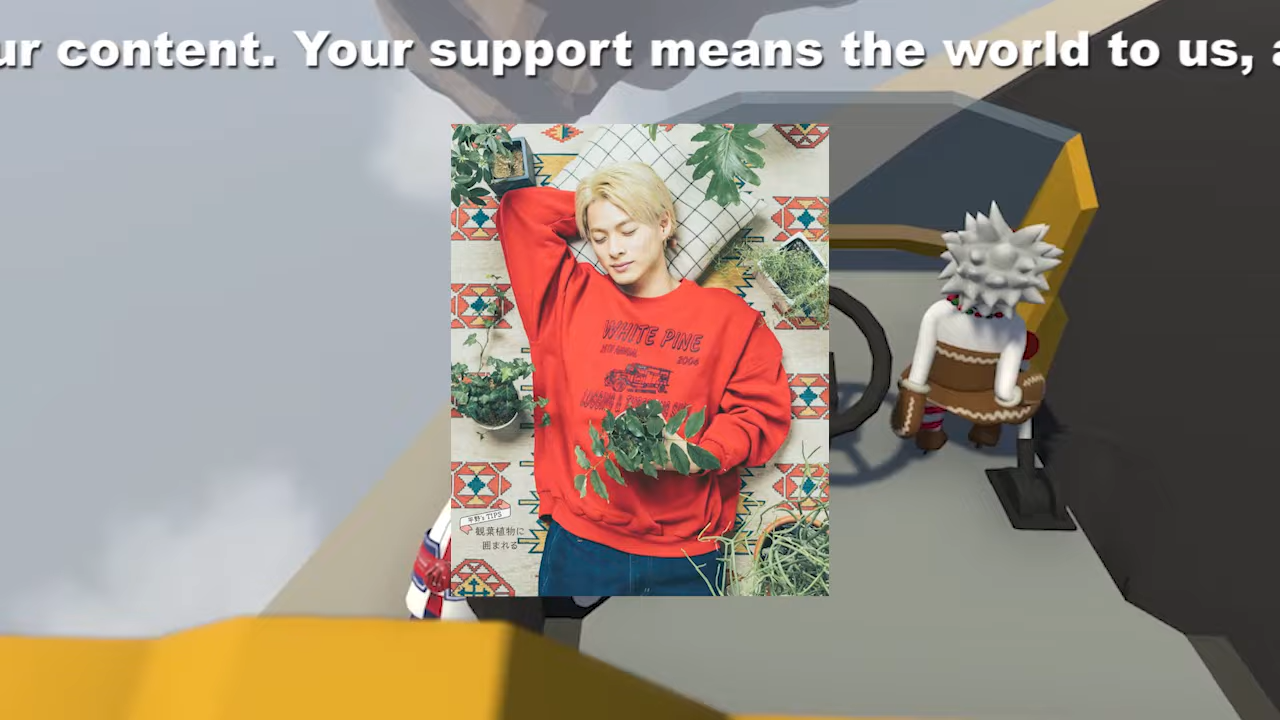 ur content. Your support means the world to us, a
WHITE PINE
2004
平野's TIPS
観葉植物に
囲まれる